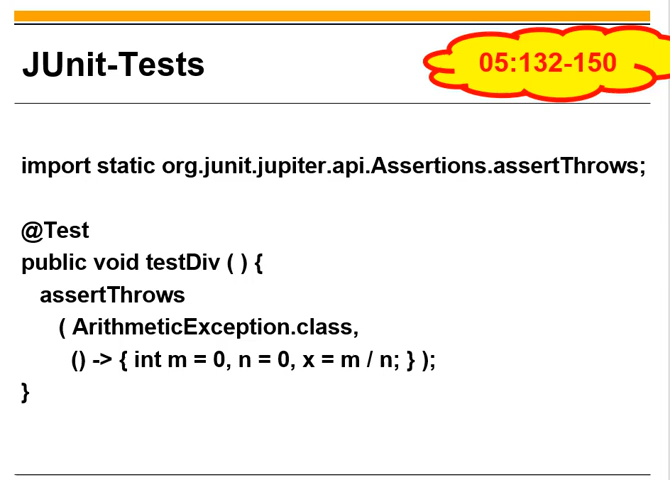 JUnit-Tests
05:132-150
import static org.junit.jupiter.api.Assertions.assertThrows;
@Test
public void testDiv ( ) {
assertThrows
( ArithmeticException.class,
() -> { int m = 0, n = 0, x = m / n; } );
}